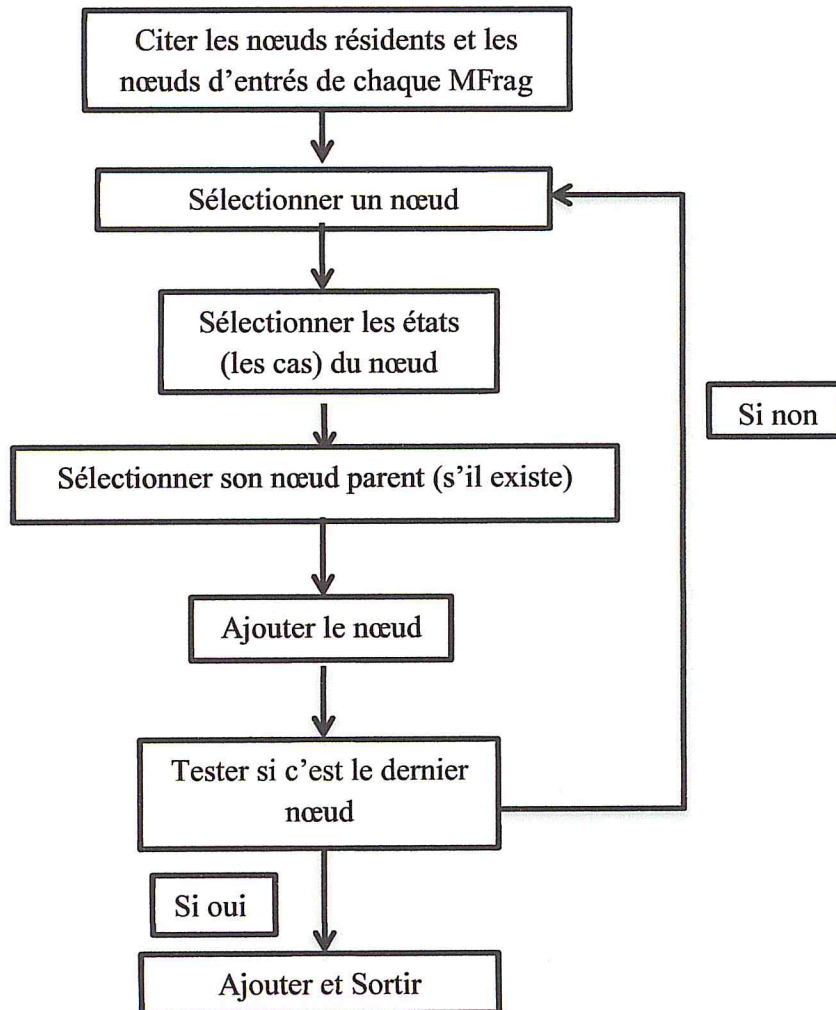 Citer les nœuds résidents et les
nœuds d'entrés de chaque MFrag
Sélectionner un nœud
Sélectionner les états
(les cas) du nœud
Si non
Sélectionner son nœud parent (s'il existe)
Ajouter le nœud
Tester si c'est le dernier
nœud
Si oui
Ajouter et Sortir